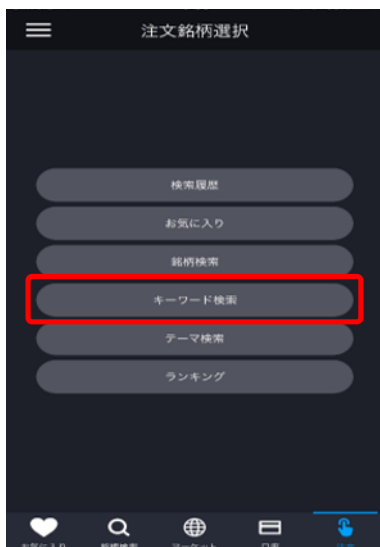 注文銘柄選択
検索履歴
お気に入り
銘柄検索
キーワード検索
テーマ検索
ランキング